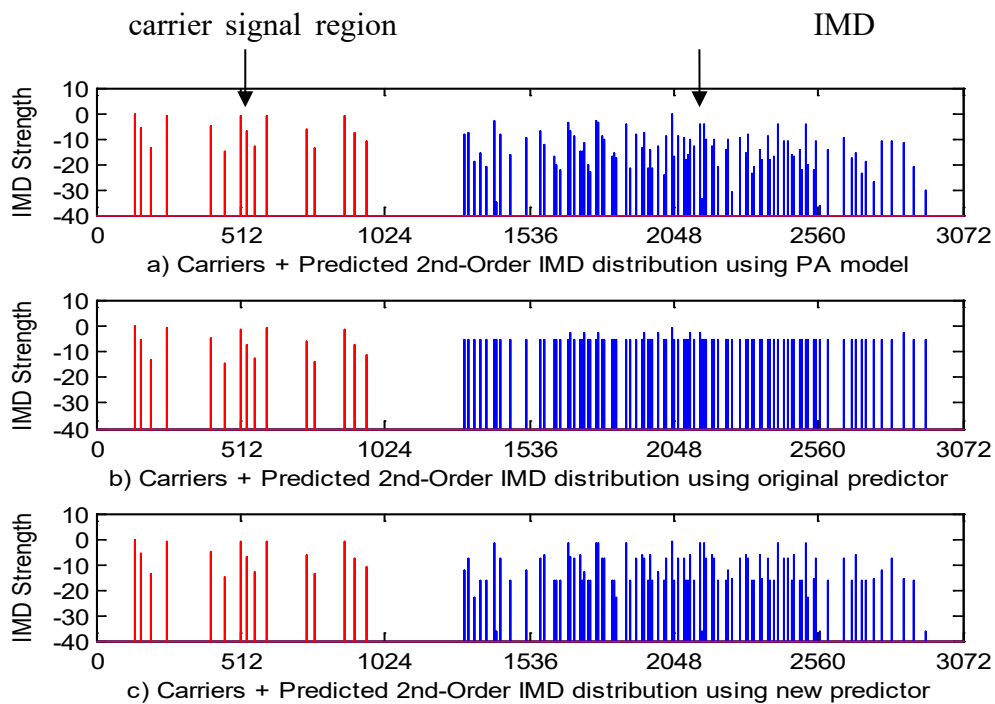 carrier signal region IMD
10
0
-10
-20
-30
-40
IMD Strength
0 512 1024 1536 2048 2560 3072
a) Carriers + Predicted 2nd-Order IMD distribution using PA model
10
0
-10
-20
-30
-40
IMD Strength
0 512 1024 1536 2048 2560 3072
b) Carriers + Predicted 2nd-Order IMD distribution using original predictor
10
0
-10
-20
-30
-40
IMD Strength
0 512 1024 1536 2048 2560 3072
c) Carriers + Predicted 2nd-Order IMD distribution using new predictor